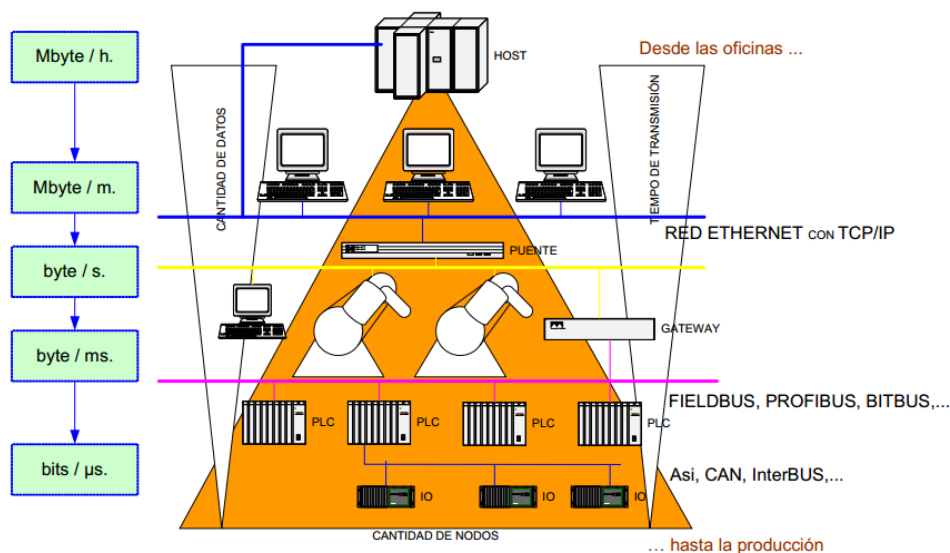 Mbyte / h.
HOST
Desde las oficinas ...
CANTIDAD DE DATOS
TIEMPO DE TRANSMISIÓN
Mbyte / m.
RED ETHERNET CON TCP/IP
PUENTE
byte / s.
GATEWAY
byte / ms.
FIELDBUS, PROFIBUS, BITBUS,...
PLC
PLC
PLC
PLC
bits / µs.
Asi, CAN, InterBUS,...
IO
IO
IO
CANTIDAD DE NODOS
... hasta la producción